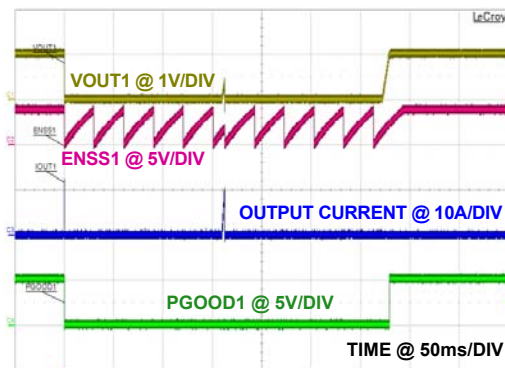 LeCroy
VOUT1
VOUT1 @ 1V/DIV
ENSS1
ENSS1 @ 5V/DIV
IOUT1
OUTPUT CURRENT @ 10A/DIV
PGOOD1
PGOOD1 @ 5V/DIV
TIME @ 50ms/DIV